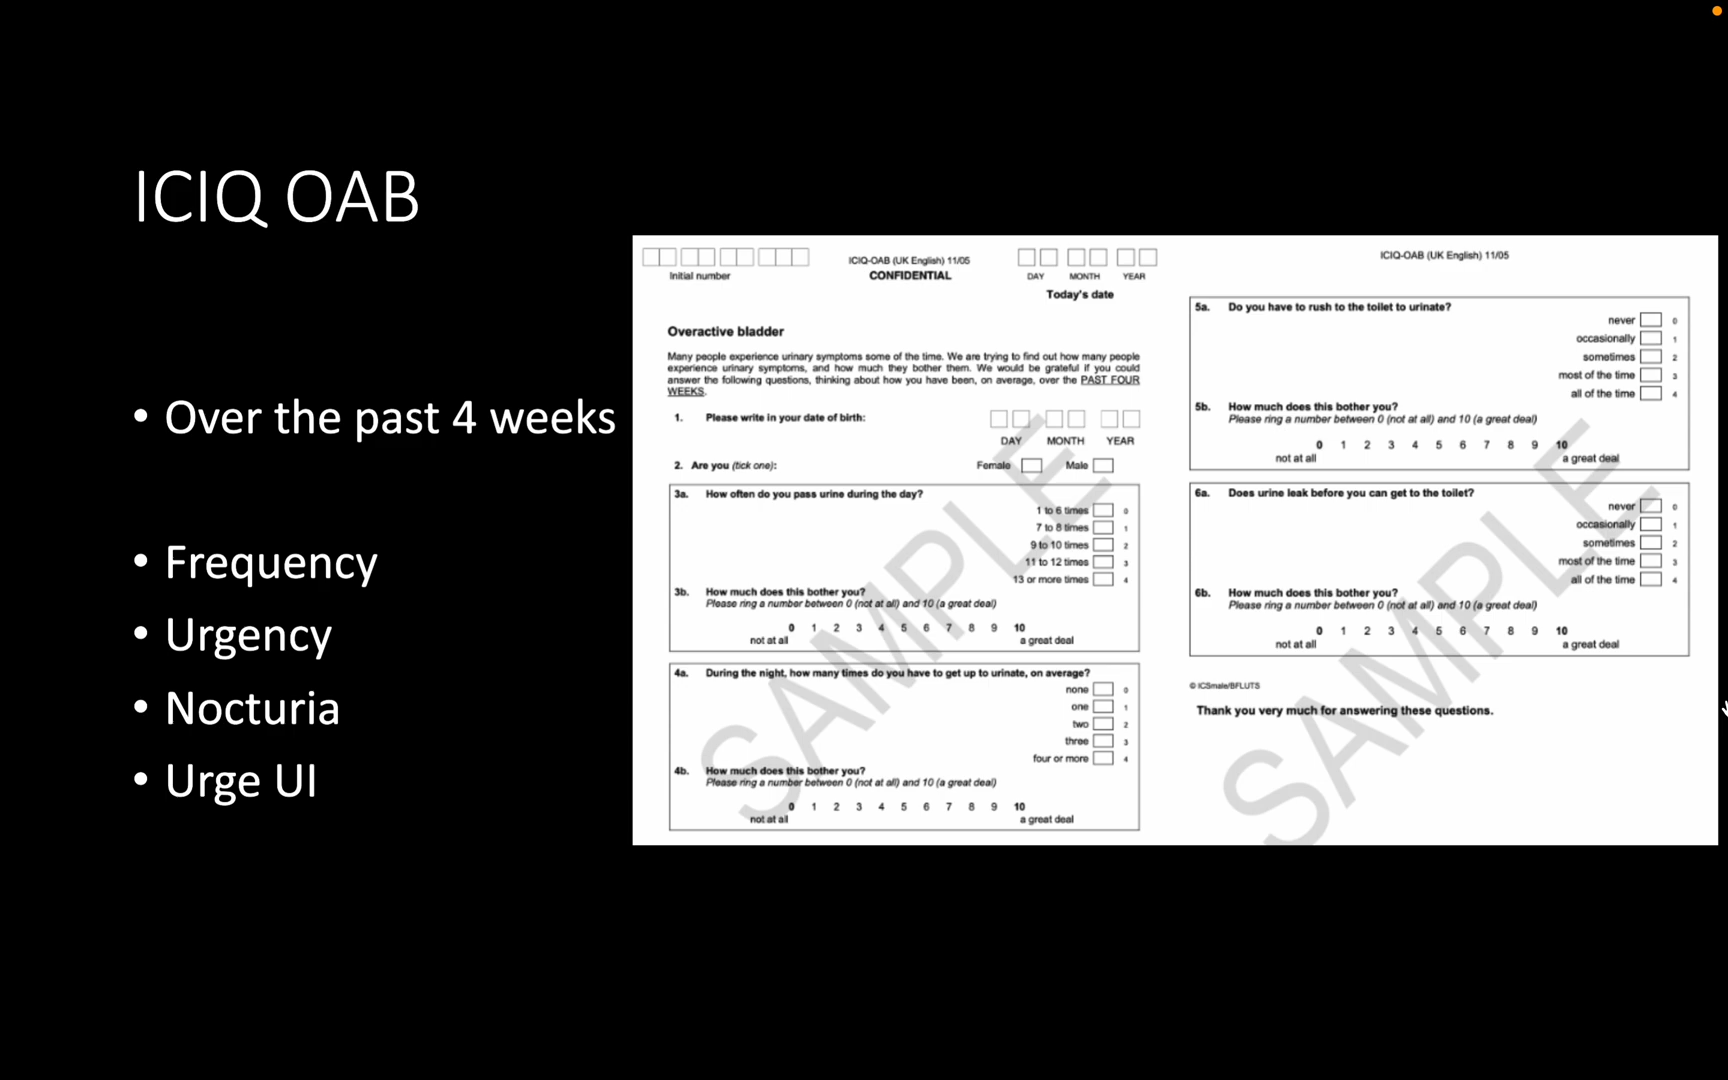 ICIQ OAB
• Over the past 4 weeks
• Frequency
• Urgency
• Nocturia
• Urge UI
Initial number
ICIQ-OAB (UK English) 11/05
CONFIDENTIAL
DAY MONTH YEAR
Today's date
Overactive bladder
Many people experience urinary symptoms some of the time. We are trying to find out how many people
experience urinary symptoms, and how much they bother them. We would be grateful if you could
answer the following questions, thinking about how you have been, on average, over the PAST FOUR
WEEKS.
1. Please write in your date of birth:
DAY MONTH YEAR
2. Are you (tick one): Female Male
3a. How often do you pass urine during the day?
1 to 6 times 0
7 to 8 times 1
9 to 10 times 2
11 to 12 times 3
13 or more times 4
3b. How much does this bother you?
Please ring a number between 0 (not at all) and 10 (a great deal)
0 1 2 3 4 5 6 7 8 9 10
not at all a great deal
4a. During the night, how many times do you have to get up to urinate, on average?
none 0
one 1
two 2
three 3
four or more 4
4b. How much does this bother you?
Please ring a number between 0 (not at all) and 10 (a great deal)
0 1 2 3 4 5 6 7 8 9 10
not at all a great deal
SAMPLE
ICIQ-OAB (UK English) 11/05
5a. Do you have to rush to the toilet to urinate?
never 0
occasionally 1
sometimes 2
most of the time 3
all of the time 4
5b. How much does this bother you?
Please ring a number between 0 (not at all) and 10 (a great deal)
0 1 2 3 4 5 6 7 8 9 10
not at all a great deal
6a. Does urine leak before you can get to the toilet?
never 0
occasionally 1
sometimes 2
most of the time 3
all of the time 4
6b. How much does this bother you?
Please ring a number between 0 (not at all) and 10 (a great deal)
0 1 2 3 4 5 6 7 8 9 10
not at all a great deal
© ICSmale/BFLUTS
Thank you very much for answering these questions.
SAMPLE